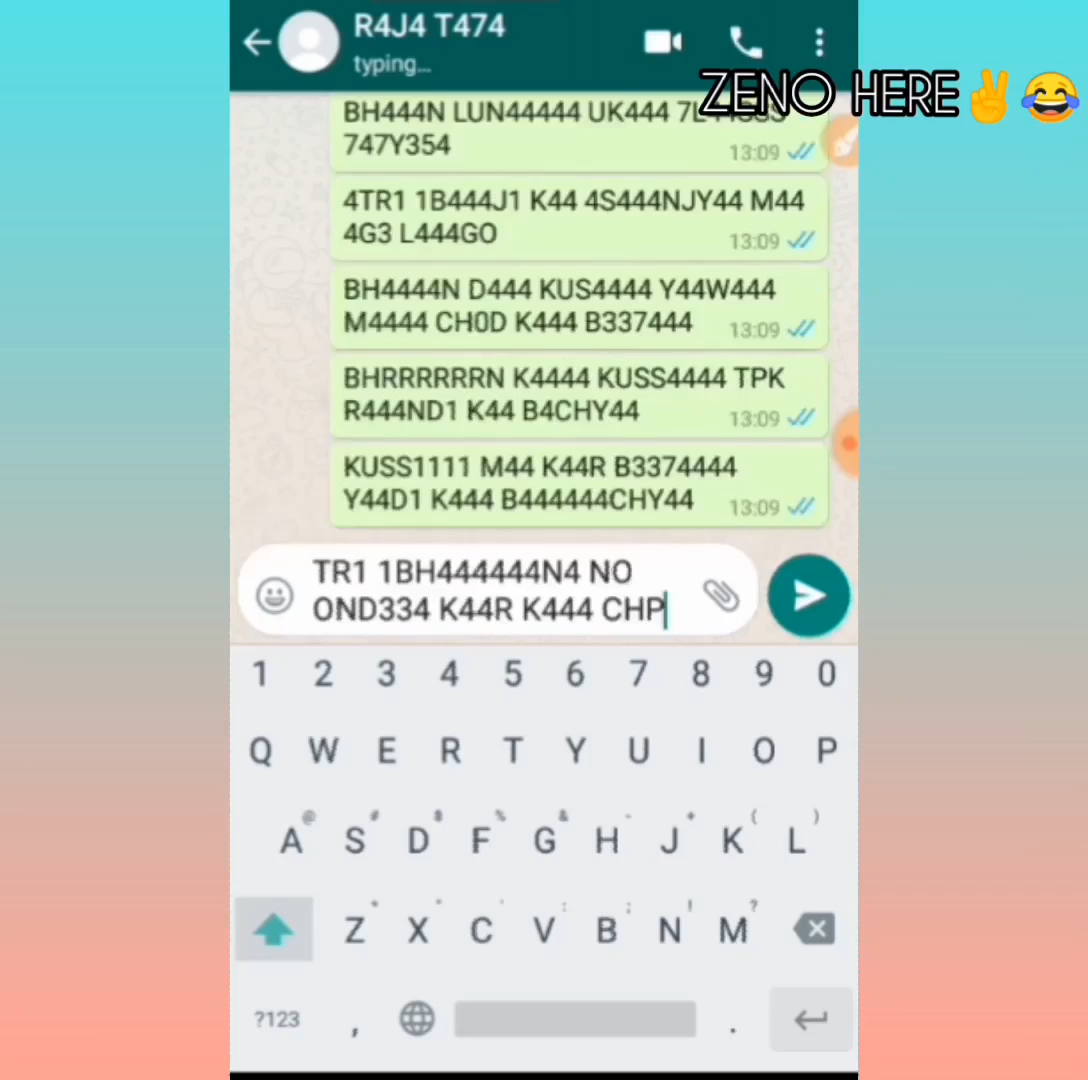 R4J4 T474
typing...
ZENO HERE✌😂
BH444N LUN44444 UK444
747Y354
13:09
4TR1 1B444J1 K44 4S444NJY44 M44
4G3 L444GO
13:09
BH4444N D444 KUS4444 Y44W444
M4444 CH0D K444 B337444
13:09
BHRRRRRRN K4444 KUSS4444 TPK
R444ND1 K44 B4CHY44
13:09
KUSS1111 M44 K44R B3374444
Y44D1 K444 B444444CHY44
13:09
TR1 1BH444444N4 NO
OND334 K44R K444 CHP
1 2 3 4 5 6 7 8 9 0
Q W E R T Y U I O P
@ # $ % & - + ( )
A S D F G H J K L
Z X C V B N M
?123 , .